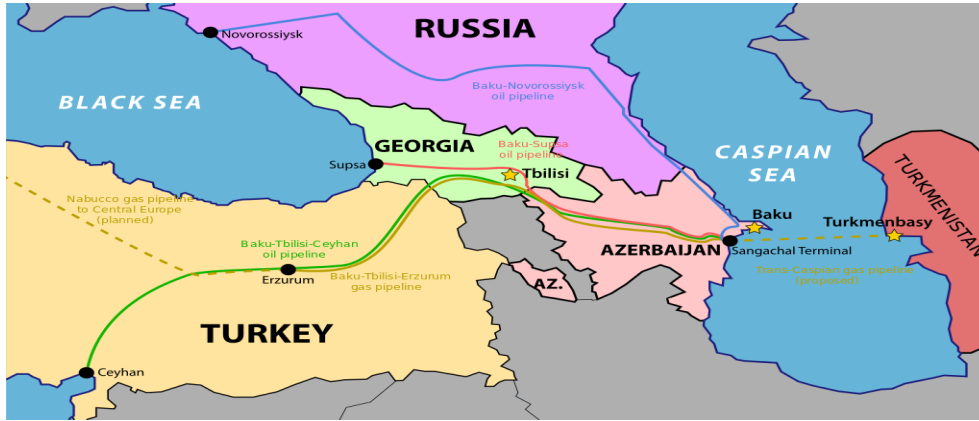 RUSSIA
Novorossiysk
BLACK SEA
Baku-Novorossiysk
oil pipeline
GEORGIA
Baku-Supsa
oil pipeline
CASPIAN
SEA
Supsa
Tbilisi
TURKMENISTAN
Nabucco gas pipeline
to Central Europe
(planned)
Baku
Turkmenbasy
Baku-Tbilisi-Ceyhan
oil pipeline
AZERBAIJAN
Sangachal Terminal
Erzurum
Baku-Tbilisi-Erzurum
gas pipeline
Trans-Caspian gas pipeline
(proposed)
AZ.
TURKEY
Ceyhan